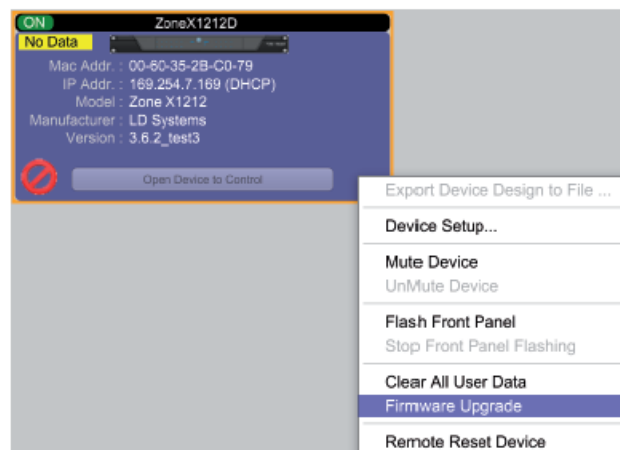 ON ZoneX1212D
No Data
Mac Addr. : 00-60-35-2B-C0-79
IP Addr. : 169.254.7.169 (DHCP)
Model : Zone X1212
Manufacturer : LD Systems
Version : 3.6.2_test3
Open Device to Control
Export Device Design to File ...
Device Setup...
Mute Device
UnMute Device
Flash Front Panel
Stop Front Panel Flashing
Clear All User Data
Firmware Upgrade
Remote Reset Device